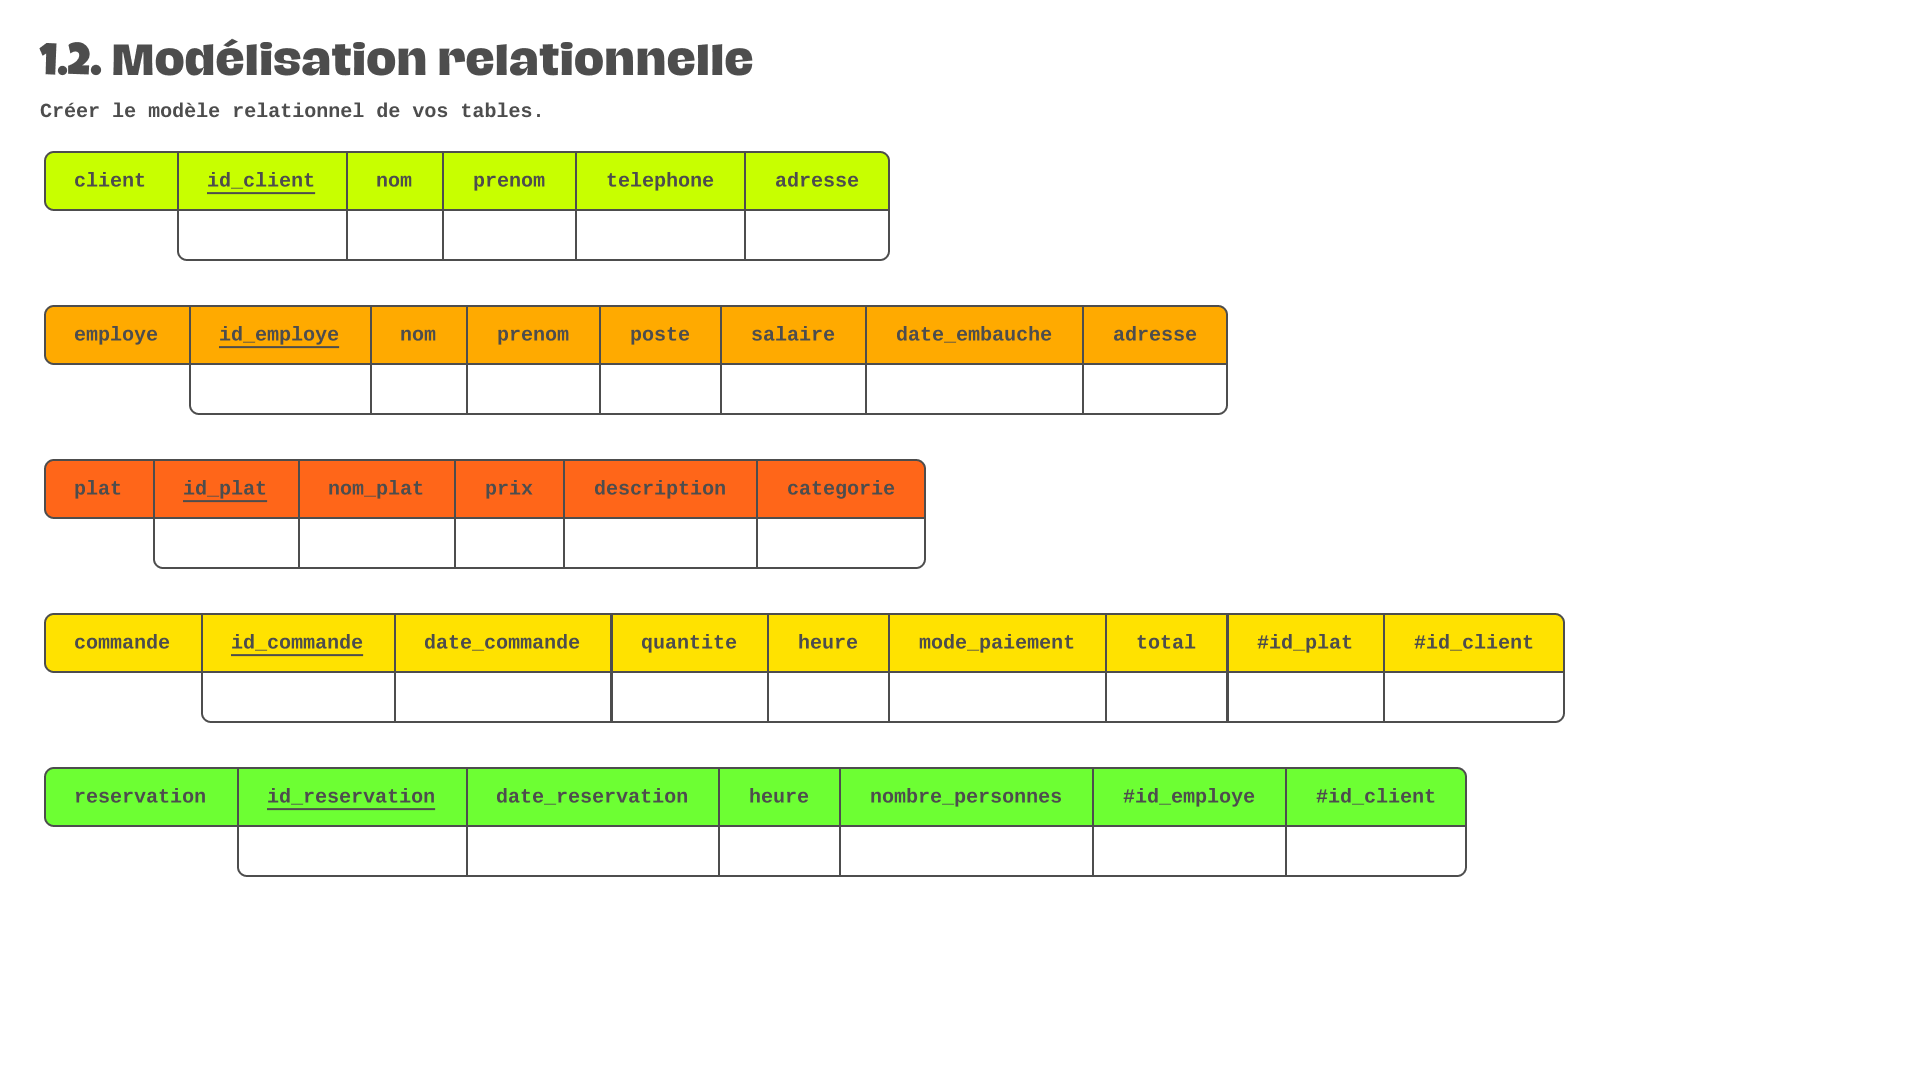 1.2. Modélisation relationnelle
Créer le modèle relationnel de vos tables.
client id_client nom prenom telephone adresse
employe id_employe nom prenom poste salaire date_embauche adresse
plat id_plat nom_plat prix description categorie
commande id_commande date_commande quantite heure mode_paiement total #id_plat #id_client
reservation id_reservation date_reservation heure nombre_personnes #id_employe #id_client